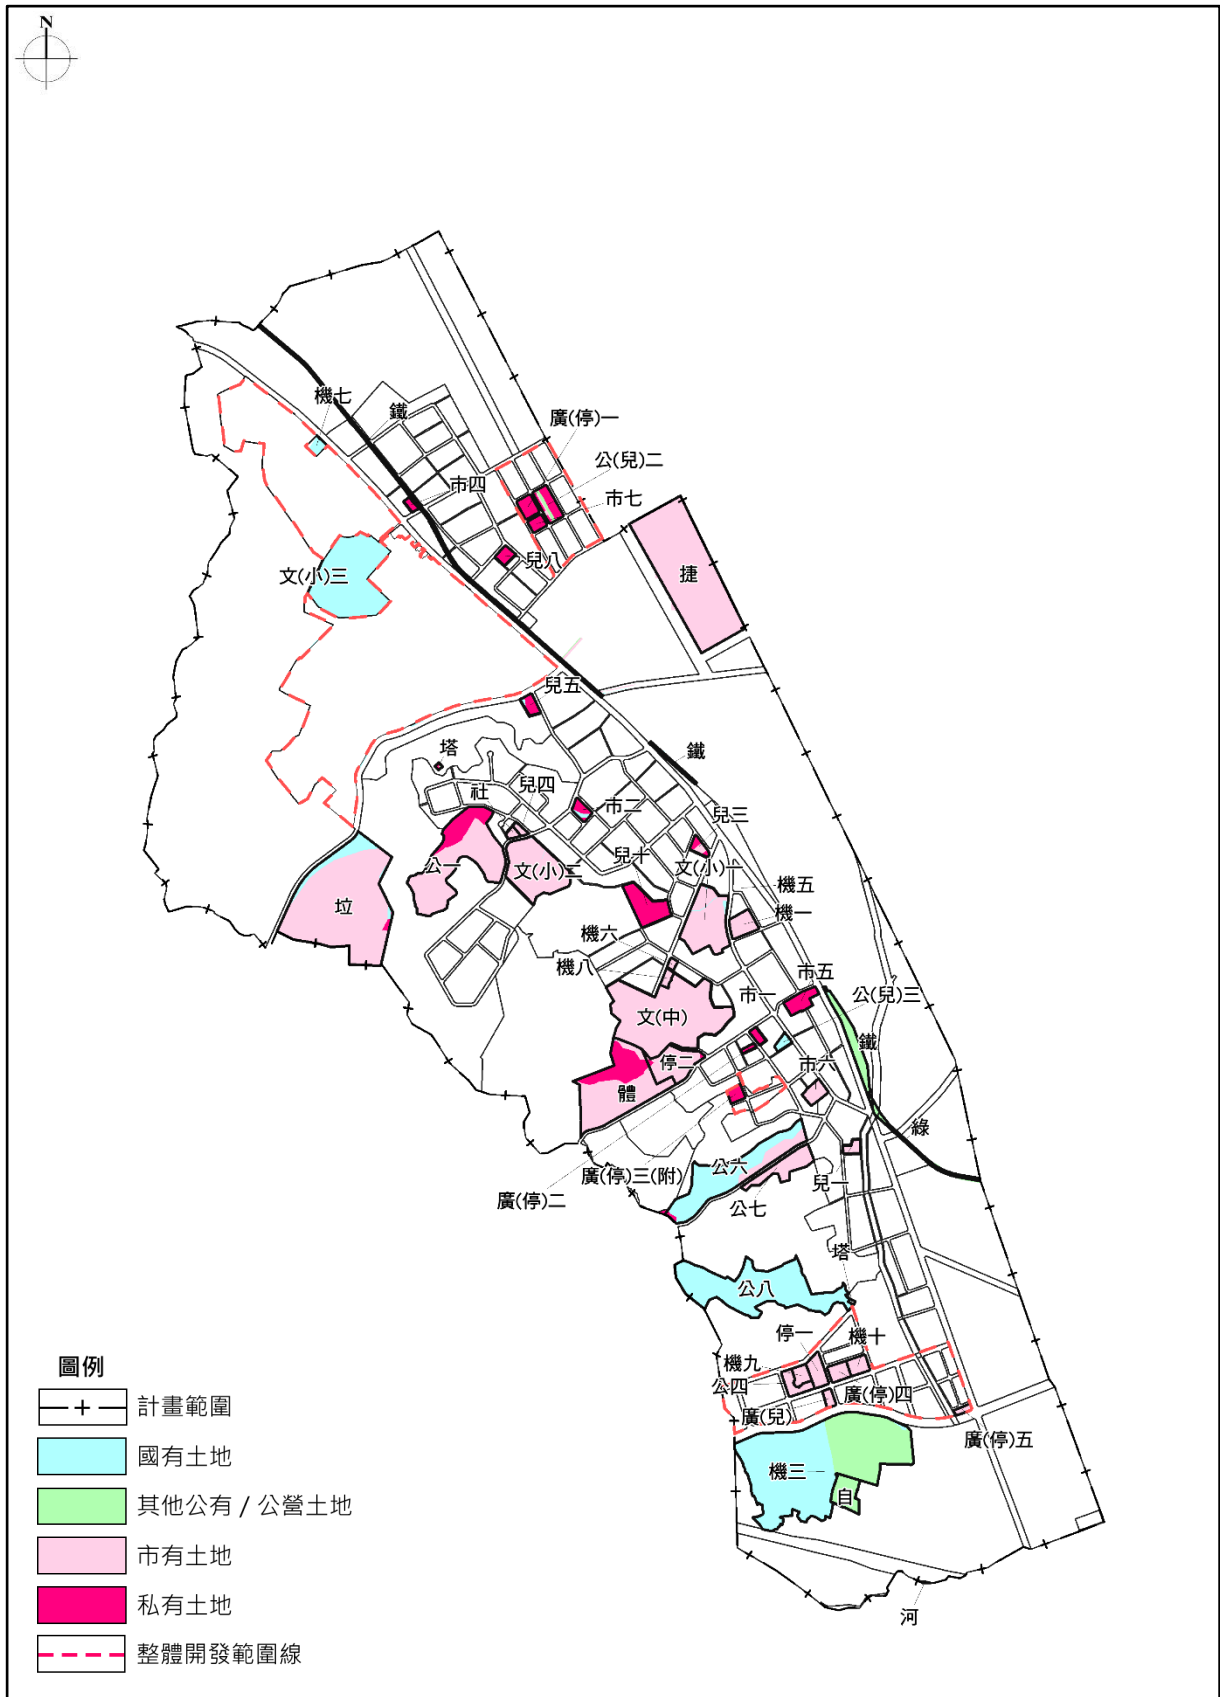 N
機七
鐵
廣(停)一
公(兒)二
市四
市七
兒八
文(小)三
捷
兒五
鐵
塔
社
兒四
市二
兒三
兒十
文(小)一
公一
文(小)二
機五
垃
機一
機六
機八
市五
市一
公(兒)三
文(中)
鐵
停二
市六
體
綠
公六
廣(停)三(附)
兒一
廣(停)二
公七
塔
公八
停一
機十
機九
公四
廣(停)四
廣(兒)
廣(停)五
機三
自
河
圖例
計畫範圍
國有土地
其他公有 / 公營土地
市有土地
私有土地
整體開發範圍線